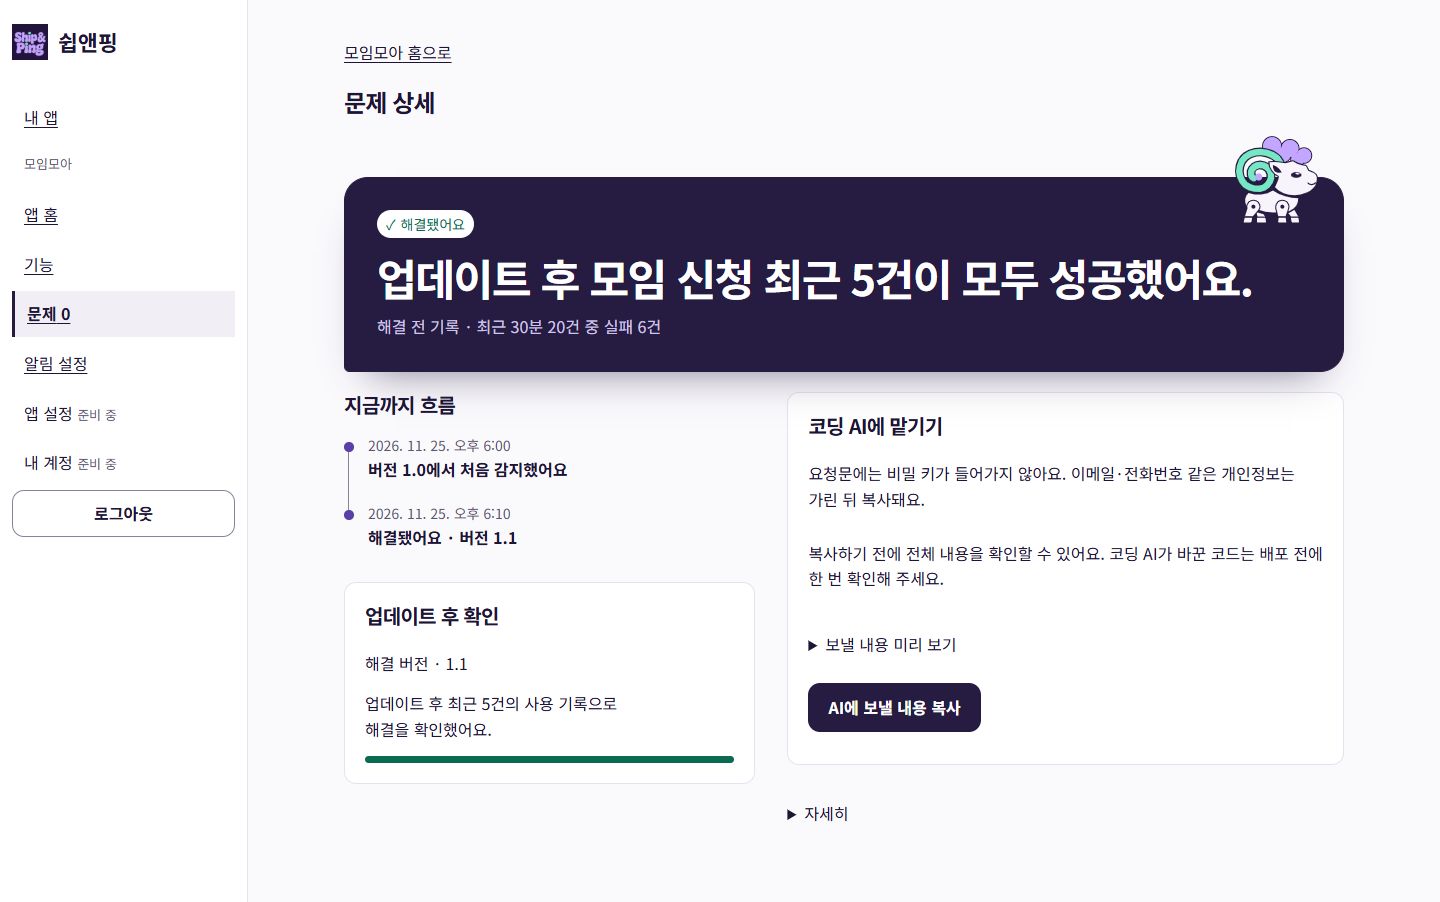 Ship&
Ping
쉽앤핑
내 앱
모임모아
앱 홈
기능
문제 0
알림 설정
앱 설정 준비 중
내 계정 준비 중
로그아웃
모임모아 홈으로
문제 상세
✓ 해결됐어요
업데이트 후 모임 신청 최근 5건이 모두 성공했어요.
해결 전 기록 · 최근 30분 20건 중 실패 6건
지금까지 흐름
2026. 11. 25. 오후 6:00
버전 1.0에서 처음 감지했어요
2026. 11. 25. 오후 6:10
해결됐어요 · 버전 1.1
업데이트 후 확인
해결 버전 · 1.1
업데이트 후 최근 5건의 사용 기록으로
해결을 확인했어요.
코딩 AI에 맡기기
요청문에는 비밀 키가 들어가지 않아요. 이메일·전화번호 같은 개인정보는
가린 뒤 복사돼요.
복사하기 전에 전체 내용을 확인할 수 있어요. 코딩 AI가 바꾼 코드는 배포 전에
한 번 확인해 주세요.
▶ 보낼 내용 미리 보기
AI에 보낼 내용 복사
▶ 자세히